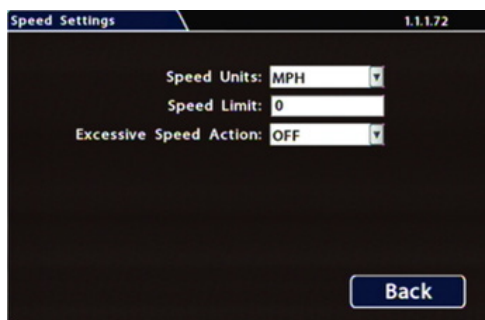 Speed Settings 1.1.1.72
Speed Units: MPH
Speed Limit: 0
Excessive Speed Action: OFF
Back